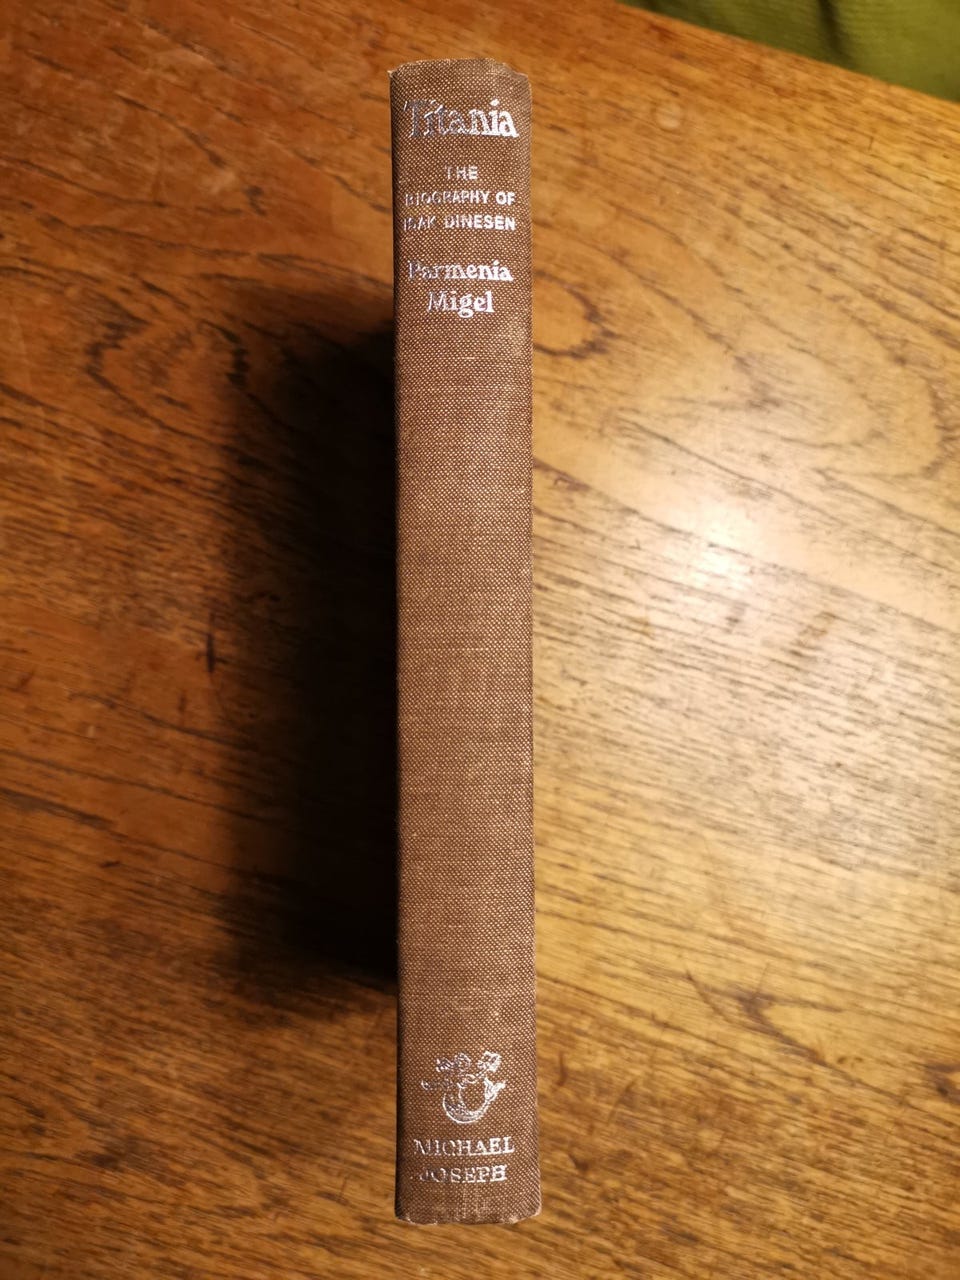 Titania
THE
BIOGRAPHY OF
ISAK DINESEN
Parmenia
Migel
MICHAEL
JOSEPH